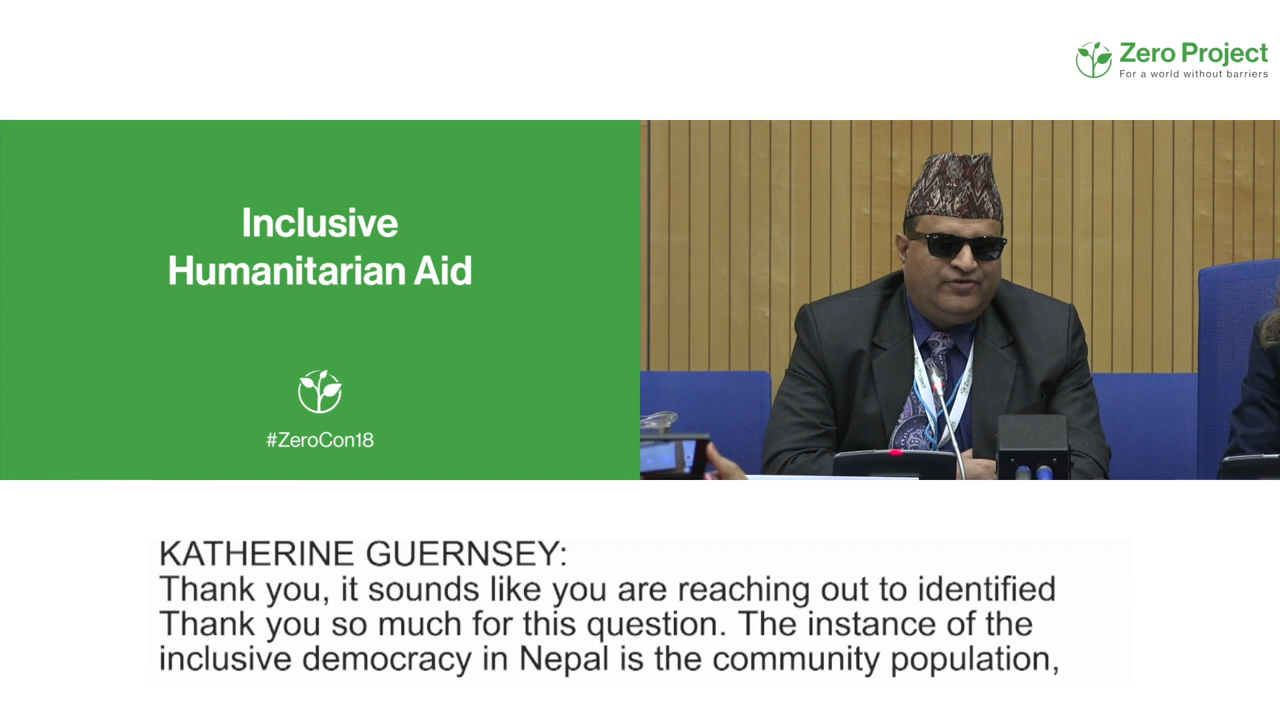 Zero Project
For a world without barriers
Inclusive
Humanitarian Aid
#ZeroCon18
KATHERINE GUERNSEY:
Thank you, it sounds like you are reaching out to identified
Thank you so much for this question. The instance of the
inclusive democracy in Nepal is the community population,